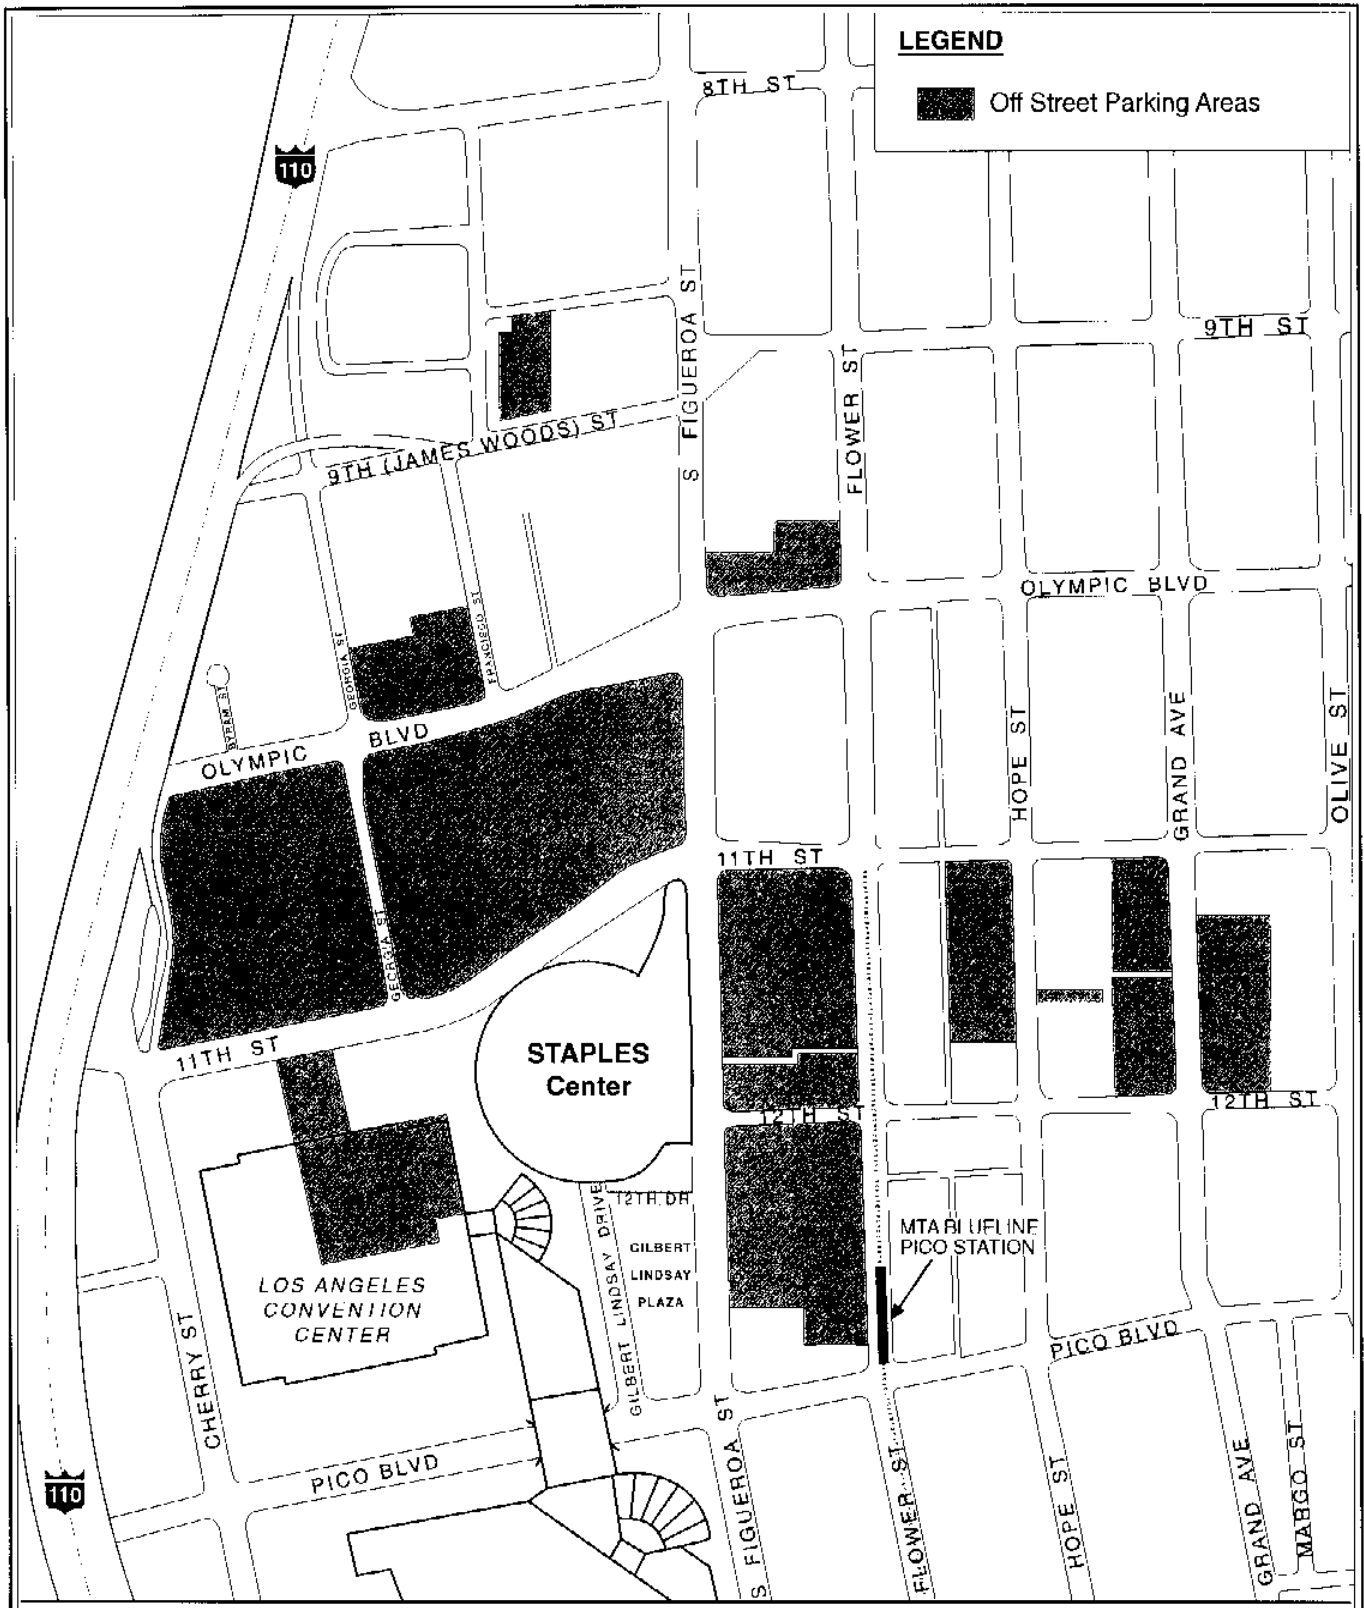 LEGEND
Off Street Parking Areas
8TH ST
110
S FIGUEROA ST
9TH ST
FLOWER ST
9TH (JAMES WOODS) ST
OLYMPIC BLVD
GEORGIA ST
FRANCISCO ST
BYRAM ST
OLYMPIC BLVD
HOPE ST
GRAND AVE
OLIVE ST
11TH ST
GEORGIA ST
11TH ST
STAPLES
Center
12TH ST
12TH ST
12TH DR
GILBERT
LINDSAY
PLAZA
GILBERT LINDSAY DRIVE
MTA BLUELINE
PICO STATION
LOS ANGELES
CONVENTION
CENTER
CHERRY ST
PICO BLVD
PICO BLVD
110
S FIGUEROA ST
FLOWER ST
HOPE ST
GRAND AVE
MARGO ST